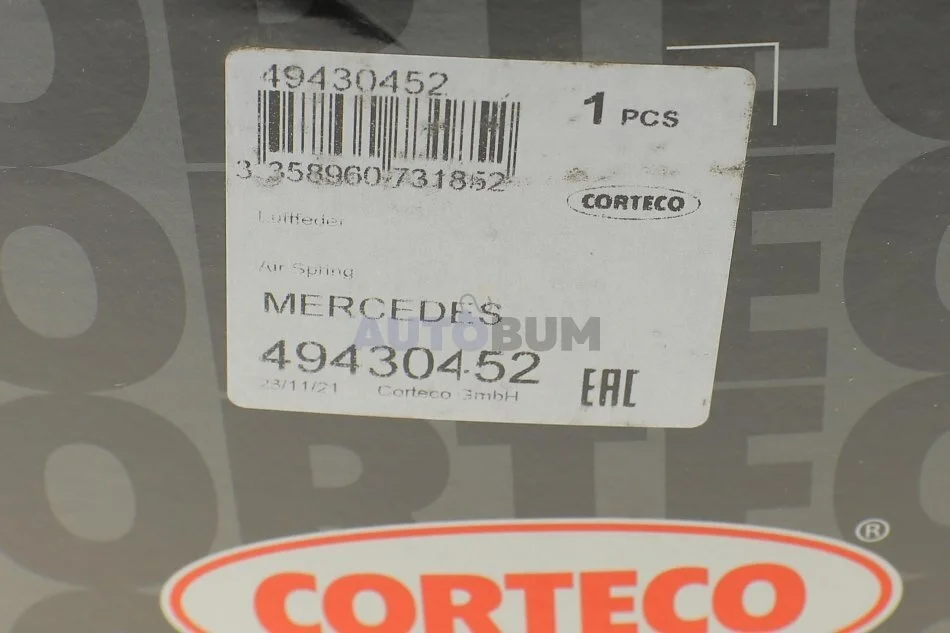 49430452
1 PCS
3 358960 731852
CORTECO
Luftfeder
Air Spring
MERCEDES
AUTOBUM
49430452
23/11/21 Corteco GmbH
EAC
CORTECO
®